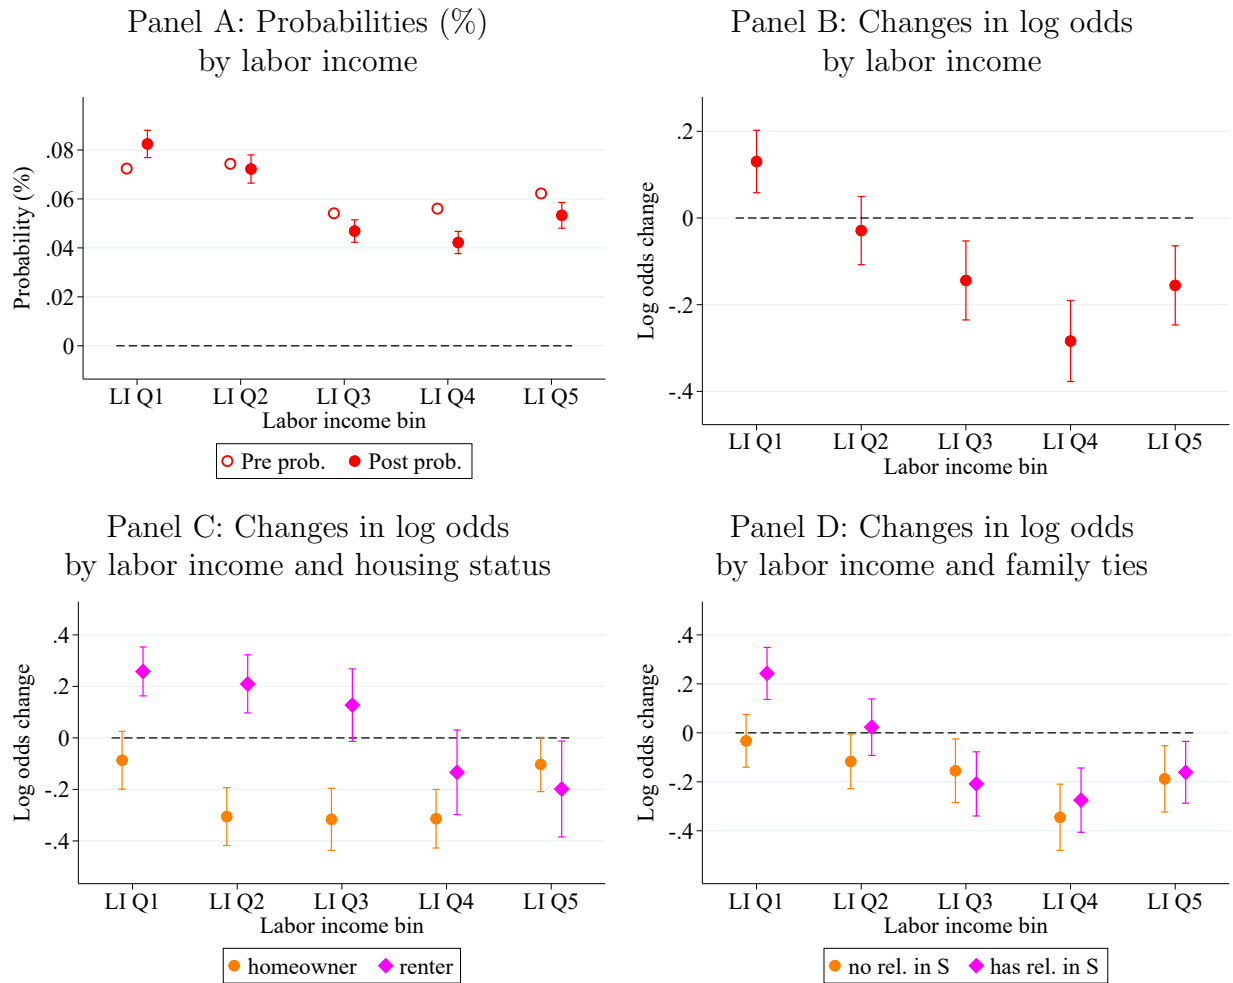 Panel A: Probabilities (%)
by labor income
Probability (%)
.08
.06
.04
.02
0
LI Q1 LI Q2 LI Q3 LI Q4 LI Q5
Labor income bin
Pre prob. Post prob.
Panel B: Changes in log odds
by labor income
Log odds change
.2
0
-.2
-.4
LI Q1 LI Q2 LI Q3 LI Q4 LI Q5
Labor income bin
Panel C: Changes in log odds
by labor income and housing status
Log odds change
.4
.2
0
-.2
-.4
LI Q1 LI Q2 LI Q3 LI Q4 LI Q5
Labor income bin
homeowner renter
Panel D: Changes in log odds
by labor income and family ties
Log odds change
.4
.2
0
-.2
-.4
LI Q1 LI Q2 LI Q3 LI Q4 LI Q5
Labor income bin
no rel. in S has rel. in S